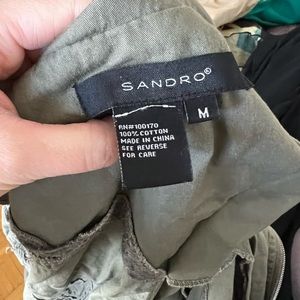 SANDRO®
M
RN#100170
100% COTTON
MADE IN CHINA
SEE REVERSE
FOR CARE